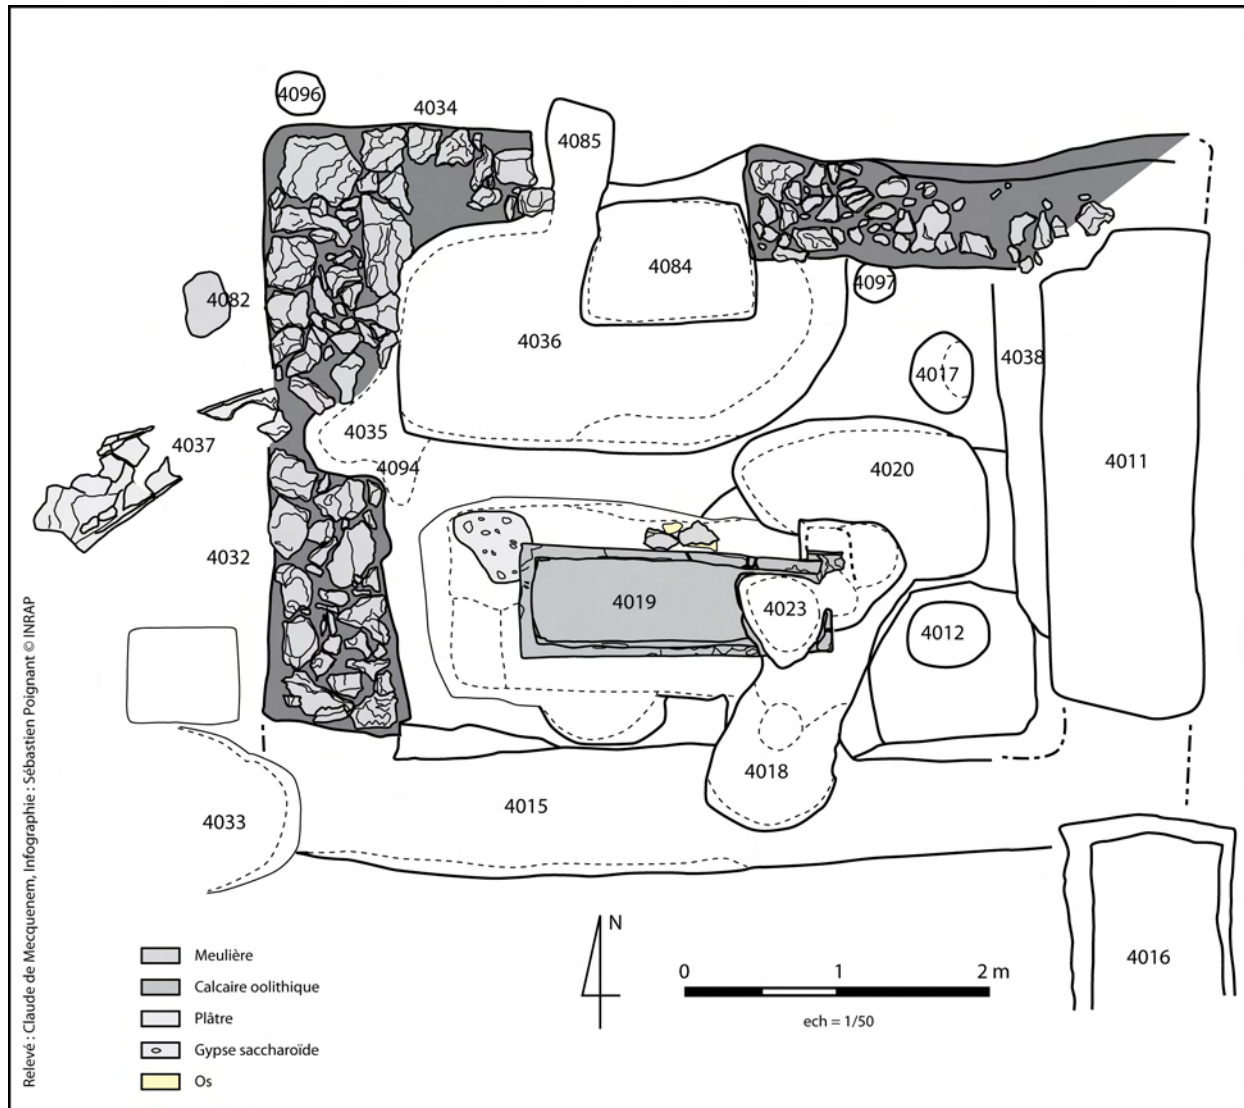 4096
4034
4085
4084
4097
4082
4036
4038
4017
4035
4037
4094
4020
4011
4032
4019
4023
4012
4018
4015
4033
4016
N
0 1 2 m
ech = 1/50
Meulière
Calcaire oolithique
Plâtre
Gypse saccharoïde
Os
Relevé : Claude de Mecquenem, Infographie : Sébastien Poignant © INRAP